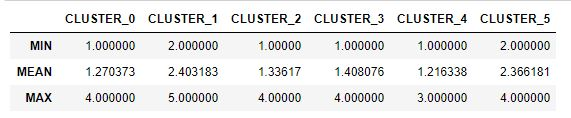 CLUSTER_0 CLUSTER_1 CLUSTER_2 CLUSTER_3 CLUSTER_4 CLUSTER_5
MIN 1.000000 2.000000 1.00000 1.000000 1.000000 2.000000
MEAN 1.270373 2.403183 1.33617 1.408076 1.216338 2.366181
MAX 4.000000 5.000000 4.00000 4.000000 3.000000 4.000000